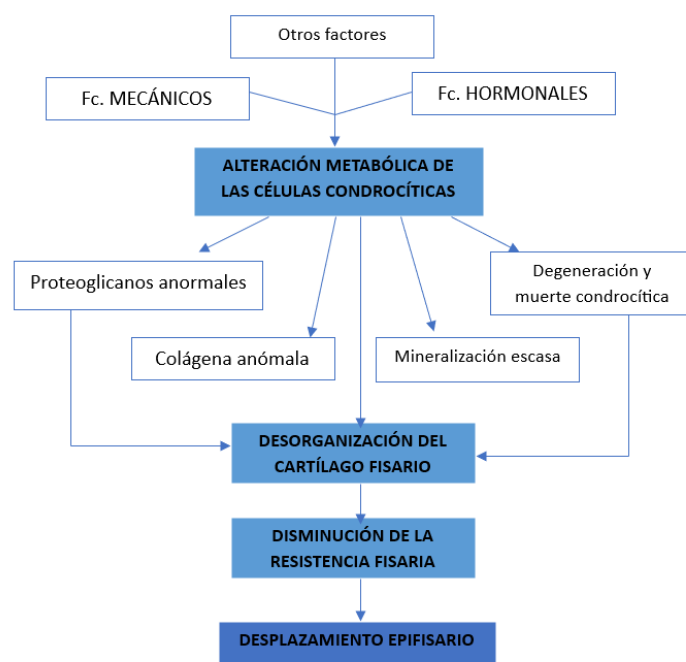 Otros factores
Fc. MECÁNICOS
Fc. HORMONALES
ALTERACIÓN METABÓLICA DE
LAS CÉLULAS CONDROCÍTICAS
Proteoglicanos anormales
Degeneración y
muerte condrocítica
Colágena anómala
Mineralización escasa
DESORGANIZACIÓN DEL
CARTÍLAGO FISARIO
DISMINUCIÓN DE LA
RESISTENCIA FISARIA
DESPLAZAMIENTO EPIFISARIO